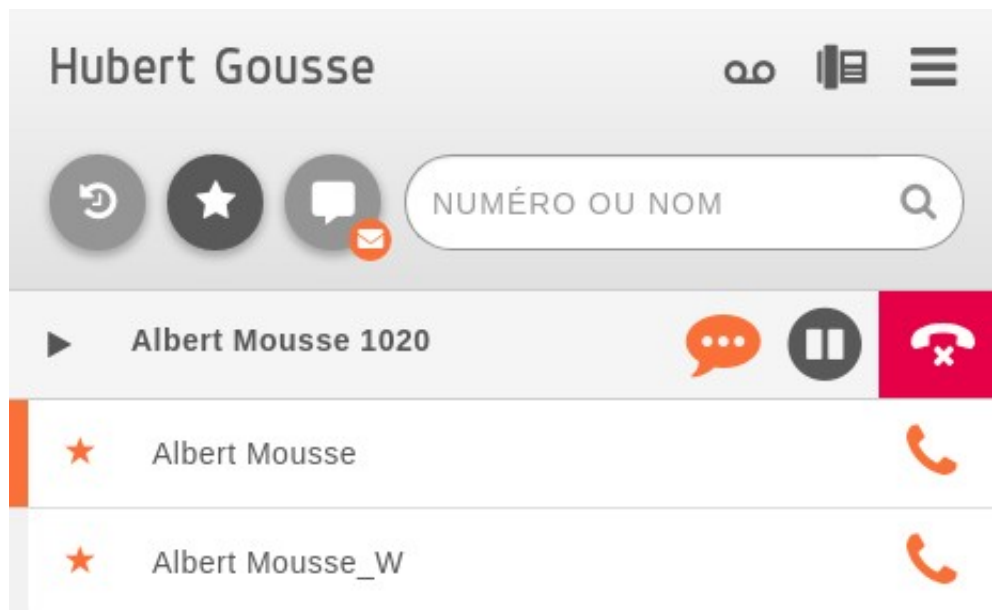 Hubert Gousse
NUMÉRO OU NOM
Albert Mousse 1020
Albert Mousse
Albert Mousse_W